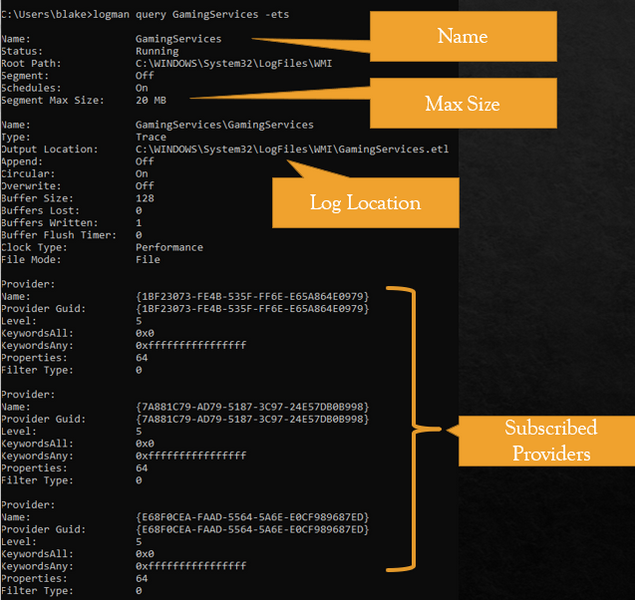 C:\Users\blake>logman query GamingServices -ets
Name: GamingServices
Status: Running
Root Path: C:\WINDOWS\System32\LogFiles\WMI
Segment: Off
Schedules: On
Segment Max Size: 20 MB
Name
Max Size
Name: GamingServices\GamingServices
Type: Trace
Output Location: C:\WINDOWS\System32\LogFiles\WMI\GamingServices.etl
Append: Off
Circular: On
Overwrite: Off
Buffer Size: 128
Buffers Lost: 0
Buffers Written: 1
Buffer Flush Timer: 0
Clock Type: Performance
File Mode: File
Log Location
Provider:
Name: {1BF23073-FE4B-535F-FF6E-E65A864E0979}
Provider Guid: {1BF23073-FE4B-535F-FF6E-E65A864E0979}
Level: 5
KeywordsAll: 0x0
KeywordsAny: 0xffffffffffffffff
Properties: 64
Filter Type: 0
Provider:
Name: {7A881C79-AD79-5187-3C97-24E57DB0B998}
Provider Guid: {7A881C79-AD79-5187-3C97-24E57DB0B998}
Level: 5
KeywordsAll: 0x0
KeywordsAny: 0xffffffffffffffff
Properties: 64
Filter Type: 0
Provider:
Name: {E68F0CEA-FAAD-5564-5A6E-E0CF989687ED}
Provider Guid: {E68F0CEA-FAAD-5564-5A6E-E0CF989687ED}
Level: 5
KeywordsAll: 0x0
KeywordsAny: 0xffffffffffffffff
Properties: 64
Filter Type: 0
Subscribed
Providers